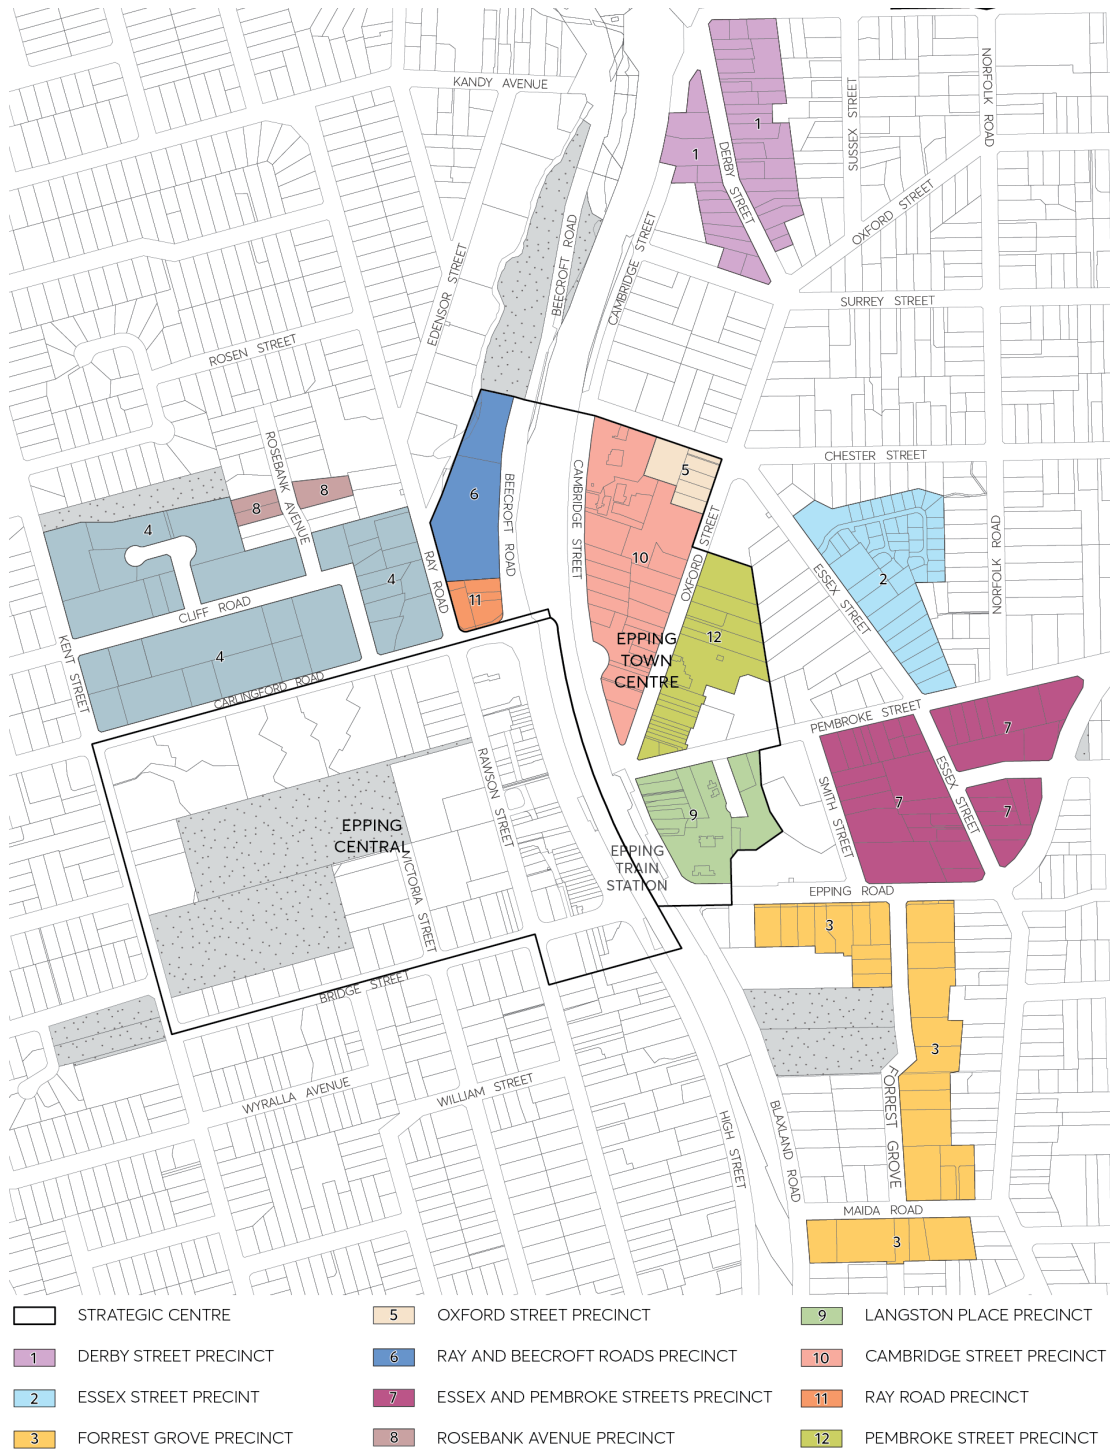 KANDY AVENUE
NORFOLK ROAD
SUSSEX STREET
1
1
DERBY STREET
OXFORD STREET
BEECROFT ROAD
CAMBRIDGE STREET
EDENSOR STREET
SURREY STREET
ROSEN STREET
ROSEBANK AVENUE
CHESTER STREET
CAMBRIDGE STREET
5
BEECROFT ROAD
6
8
8
4
OXFORD STREET
NORFOLK ROAD
10
4
RAY ROAD
ESSEX STREET
2
11
CLIFF ROAD
12
EPPING
TOWN
CENTRE
KENT STREET
4
CARLINGFORD ROAD
PEMBROKE STREET
7
RAWSON STREET
ESSEX STREET
SMITH STREET
7
7
9
EPPING
CENTRAL
EPPING
TRAIN
STATION
VICTORIA STREET
EPPING ROAD
3
BRIDGE STREET
3
WYRALLA AVENUE
WILLIAM STREET
FORREST GROVE
HIGH STREET
BLAXLAND ROAD
MAIDA ROAD
3
STRATEGIC CENTRE
1 DERBY STREET PRECINCT
2 ESSEX STREET PRECINT
3 FORREST GROVE PRECINCT
5 OXFORD STREET PRECINCT
6 RAY AND BEECROFT ROADS PRECINCT
7 ESSEX AND PEMBROKE STREETS PRECINCT
8 ROSEBANK AVENUE PRECINCT
9 LANGSTON PLACE PRECINCT
10 CAMBRIDGE STREET PRECINCT
11 RAY ROAD PRECINCT
12 PEMBROKE STREET PRECINCT